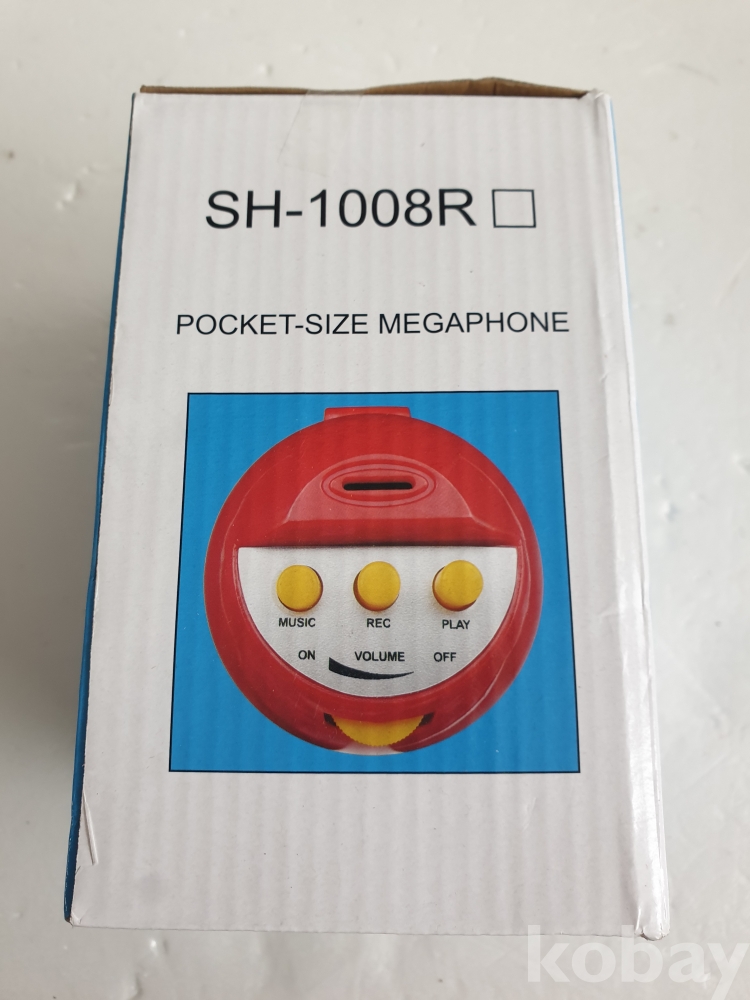 SH-1008R □
POCKET-SIZE MEGAPHONE
MUSIC REC PLAY
ON VOLUME OFF
kobay